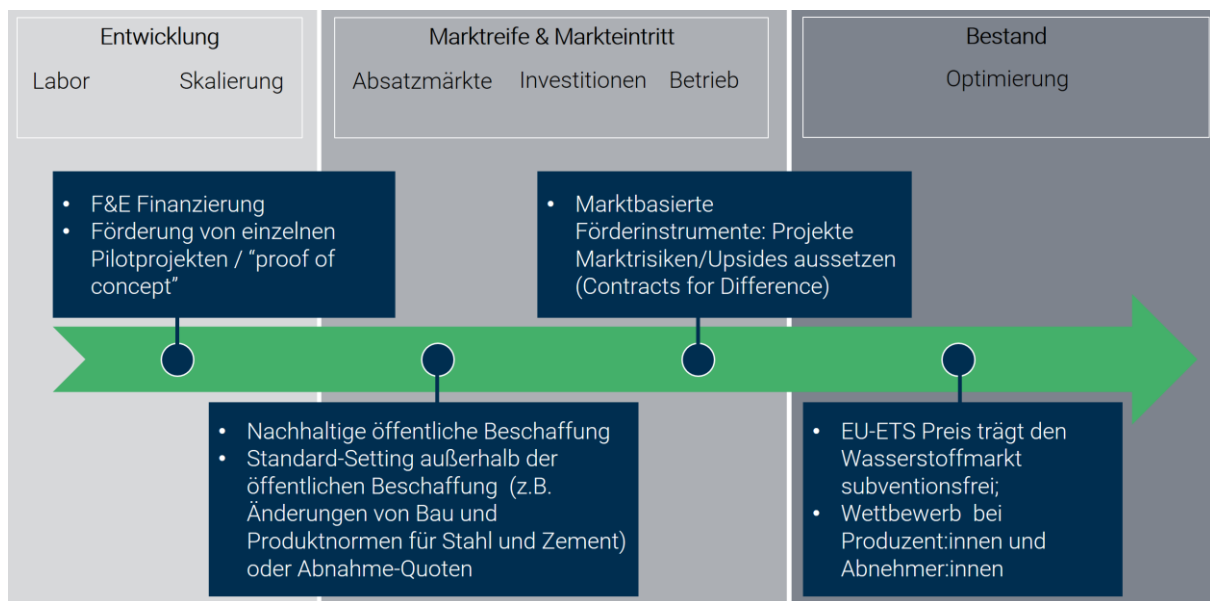 Entwicklung
Labor Skalierung
Marktreife & Markteintritt
Absatzmärkte Investitionen Betrieb
Bestand
Optimierung
• F&E Finanzierung
• Förderung von einzelnen
Pilotprojekten / “proof of
concept”
• Nachhaltige öffentliche Beschaffung
• Standard-Setting außerhalb der
öffentlichen Beschaffung (z.B.
Änderungen von Bau und
Produktnormen für Stahl und Zement)
oder Abnahme-Quoten
• Marktbasierte
Förderinstrumente: Projekte
Marktrisiken/Upsides aussetzen
(Contracts for Difference)
• EU-ETS Preis trägt den
Wasserstoffmarkt
subventionsfrei;
• Wettbewerb bei
Produzent:innen und
Abnehmer:innen